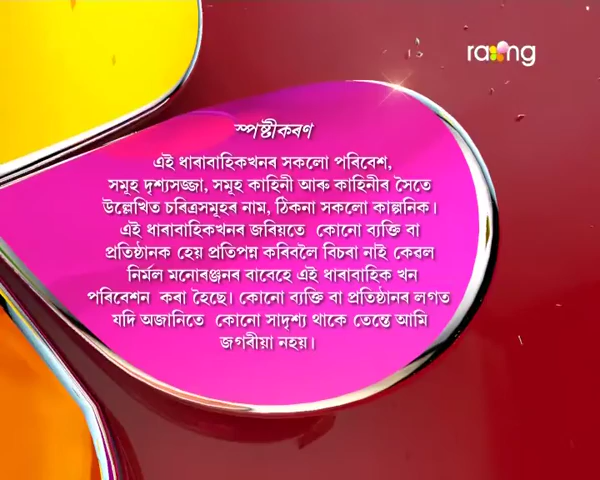 rang
স্পষ্টীকৰণ
এই ধাৰাবাহিকখনৰ সকলো পৰিবেশ,
সমূহ দৃশ্যসজ্জা, সমূহ কাহিনী আৰু কাহিনীৰ সৈতে
উল্লেখিত চৰিত্ৰসমূহৰ নাম, ঠিকনা সকলো কাল্পনিক।
এই ধাৰাবাহিকখনৰ জৰিয়তে কোনো ব্যক্তি বা
প্ৰতিষ্ঠানক হেয় প্ৰতিপন্ন কৰিবলৈ বিচৰা নাই কেৱল
নিৰ্মল মনোৰঞ্জনৰ বাবেহে এই ধাৰাবাহিক খন
পৰিবেশন কৰা হৈছে। কোনো ব্যক্তি বা প্ৰতিষ্ঠানৰ লগত
যদি অজানিতে কোনো সাদৃশ্য থাকে তেন্তে আমি
জগৰীয়া নহয়।